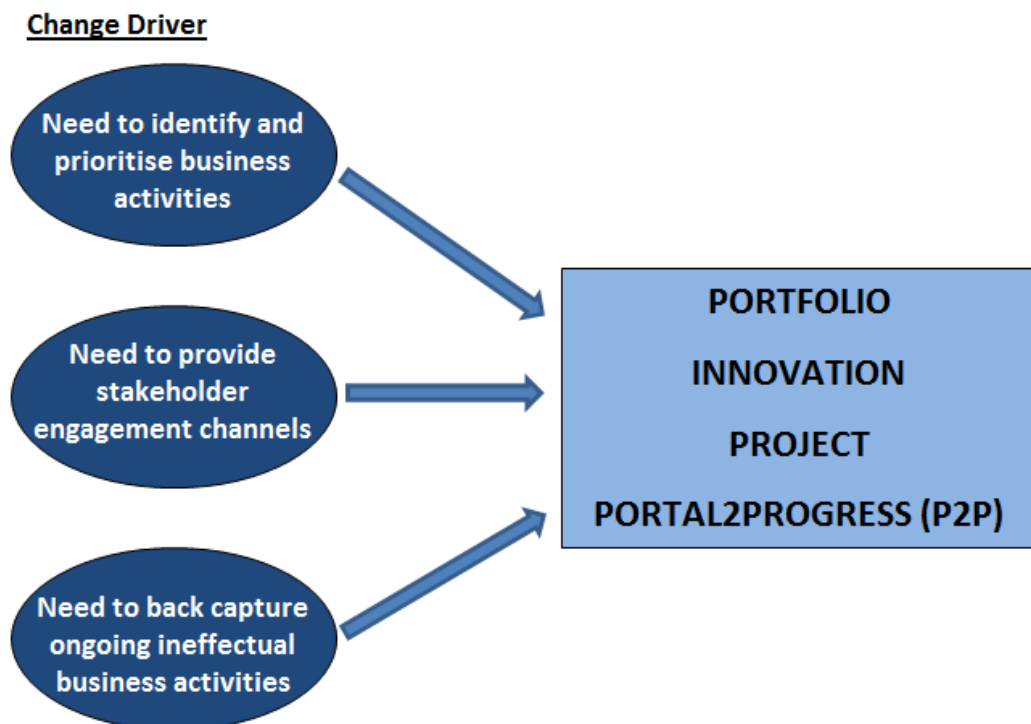 Change Driver
Need to identify and
prioritise business
activities
Need to provide
stakeholder
engagement channels
Need to back capture
ongoing ineffectual
business activities
PORTFOLIO
INNOVATION
PROJECT
PORTAL2PROGRESS (P2P)